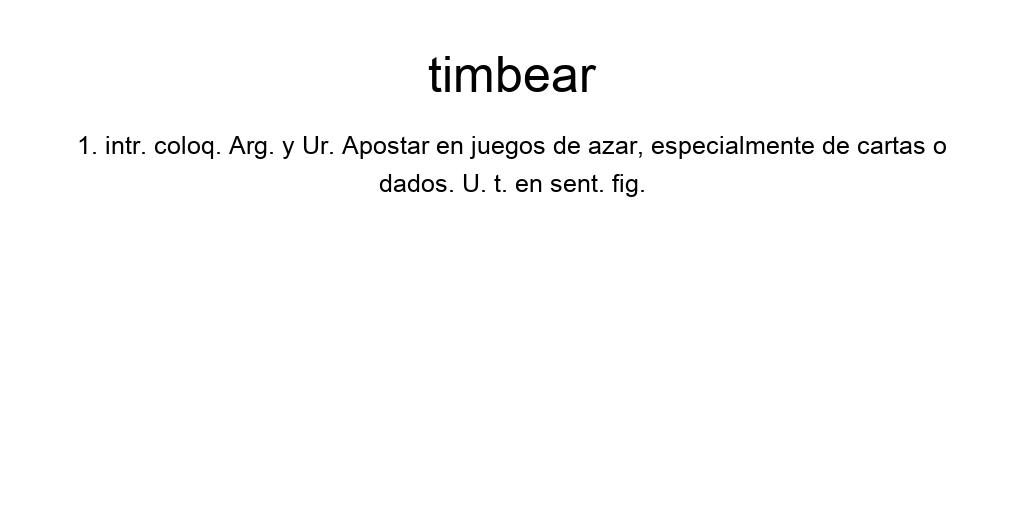 timbear
1. intr. coloq. Arg. y Ur. Apostar en juegos de azar, especialmente de cartas o
dados. U. t. en sent. fig.